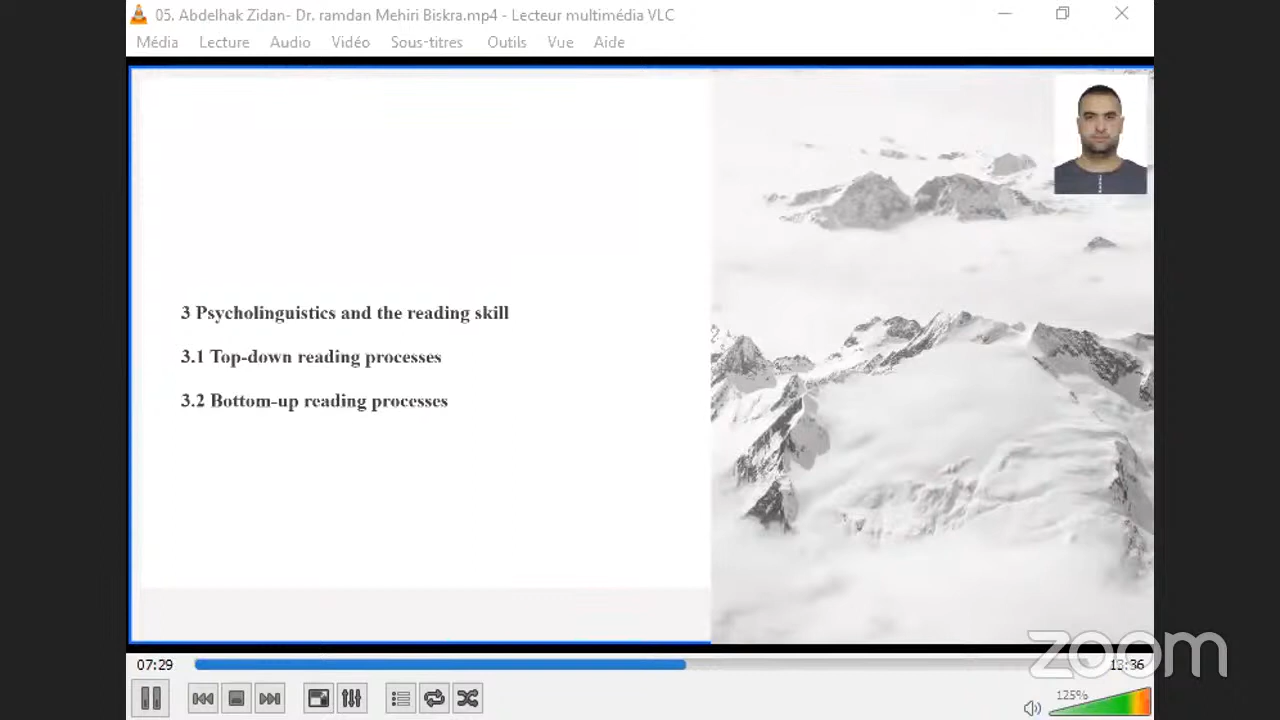 05. Abdelhak Zidan- Dr. ramdan Mehiri Biskra.mp4 - Lecteur multimédia VLC
Média Lecture Audio Vidéo Sous-titres Outils Vue Aide
3 Psycholinguistics and the reading skill
3.1 Top-down reading processes
3.2 Bottom-up reading processes
07:29
13:36
zoom
125%